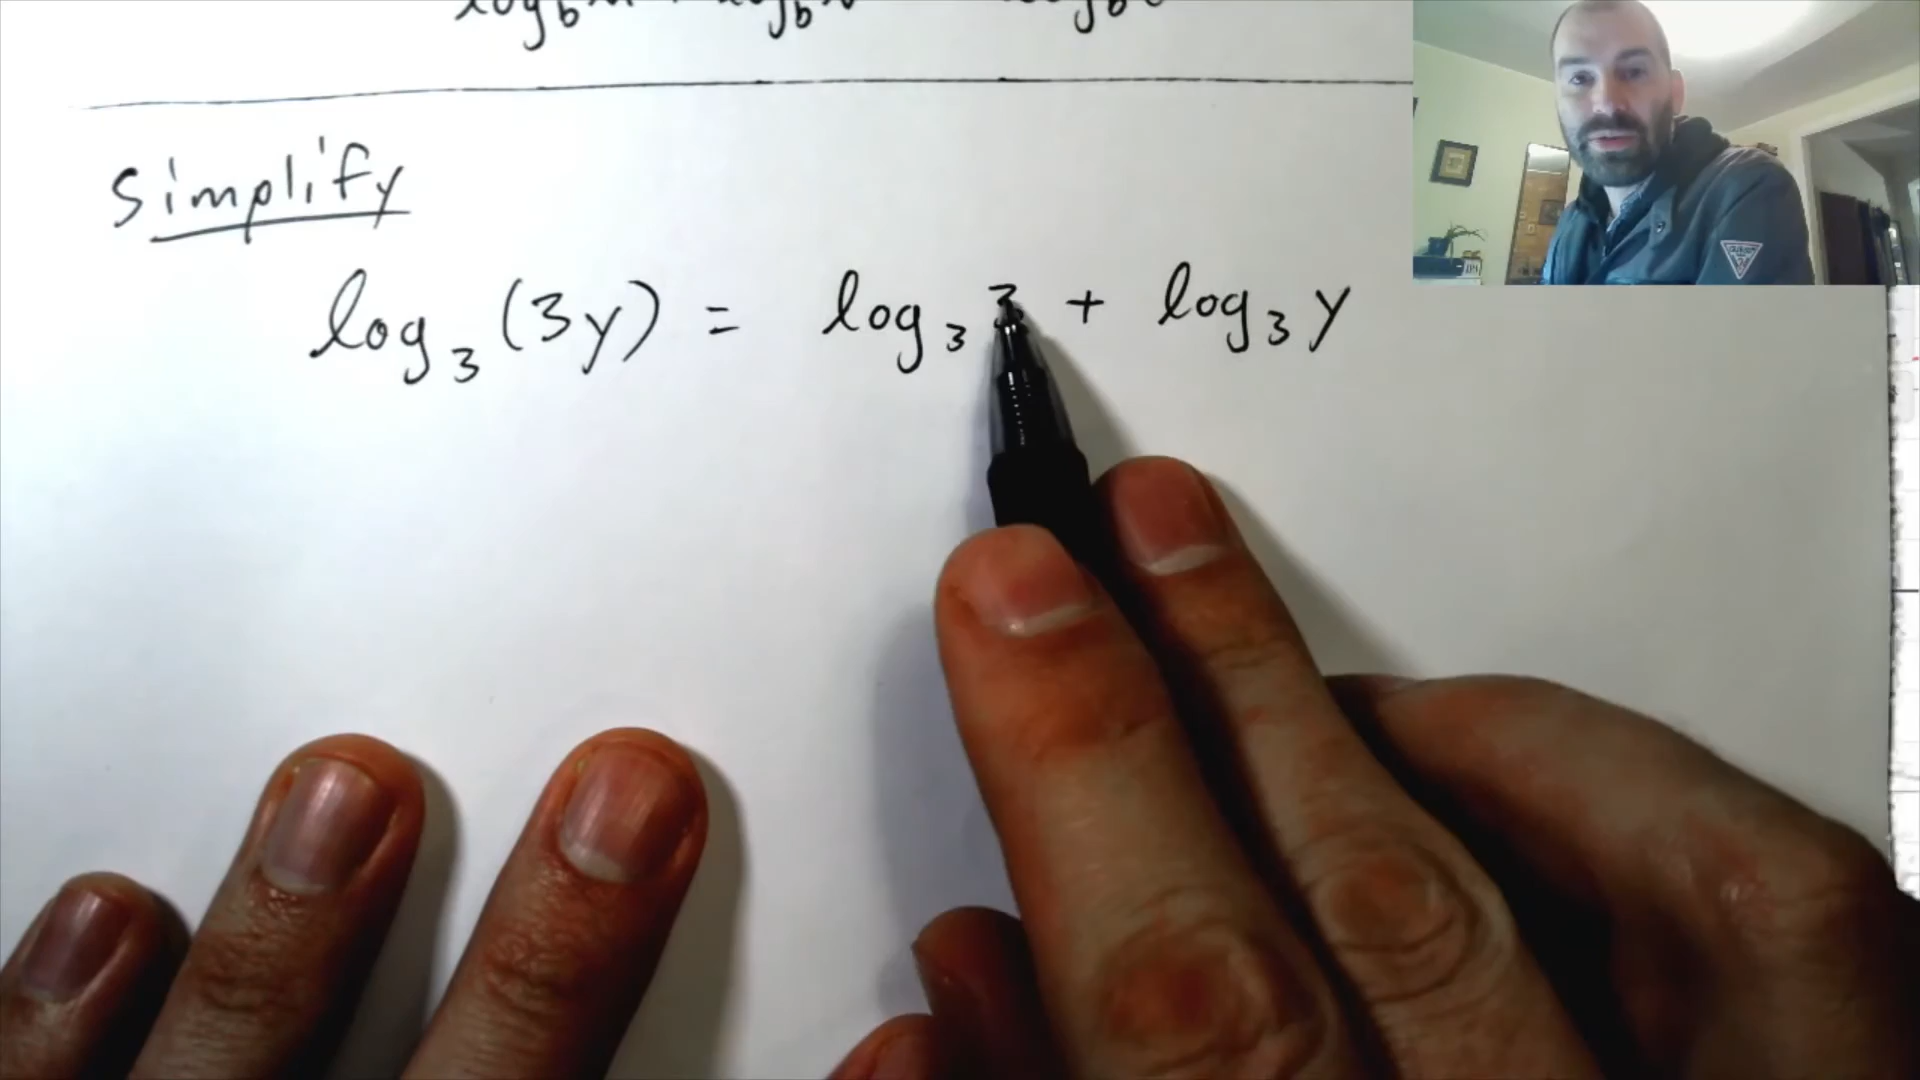 Simplify
log₃ (3y) = log₃ 3 + log₃ y